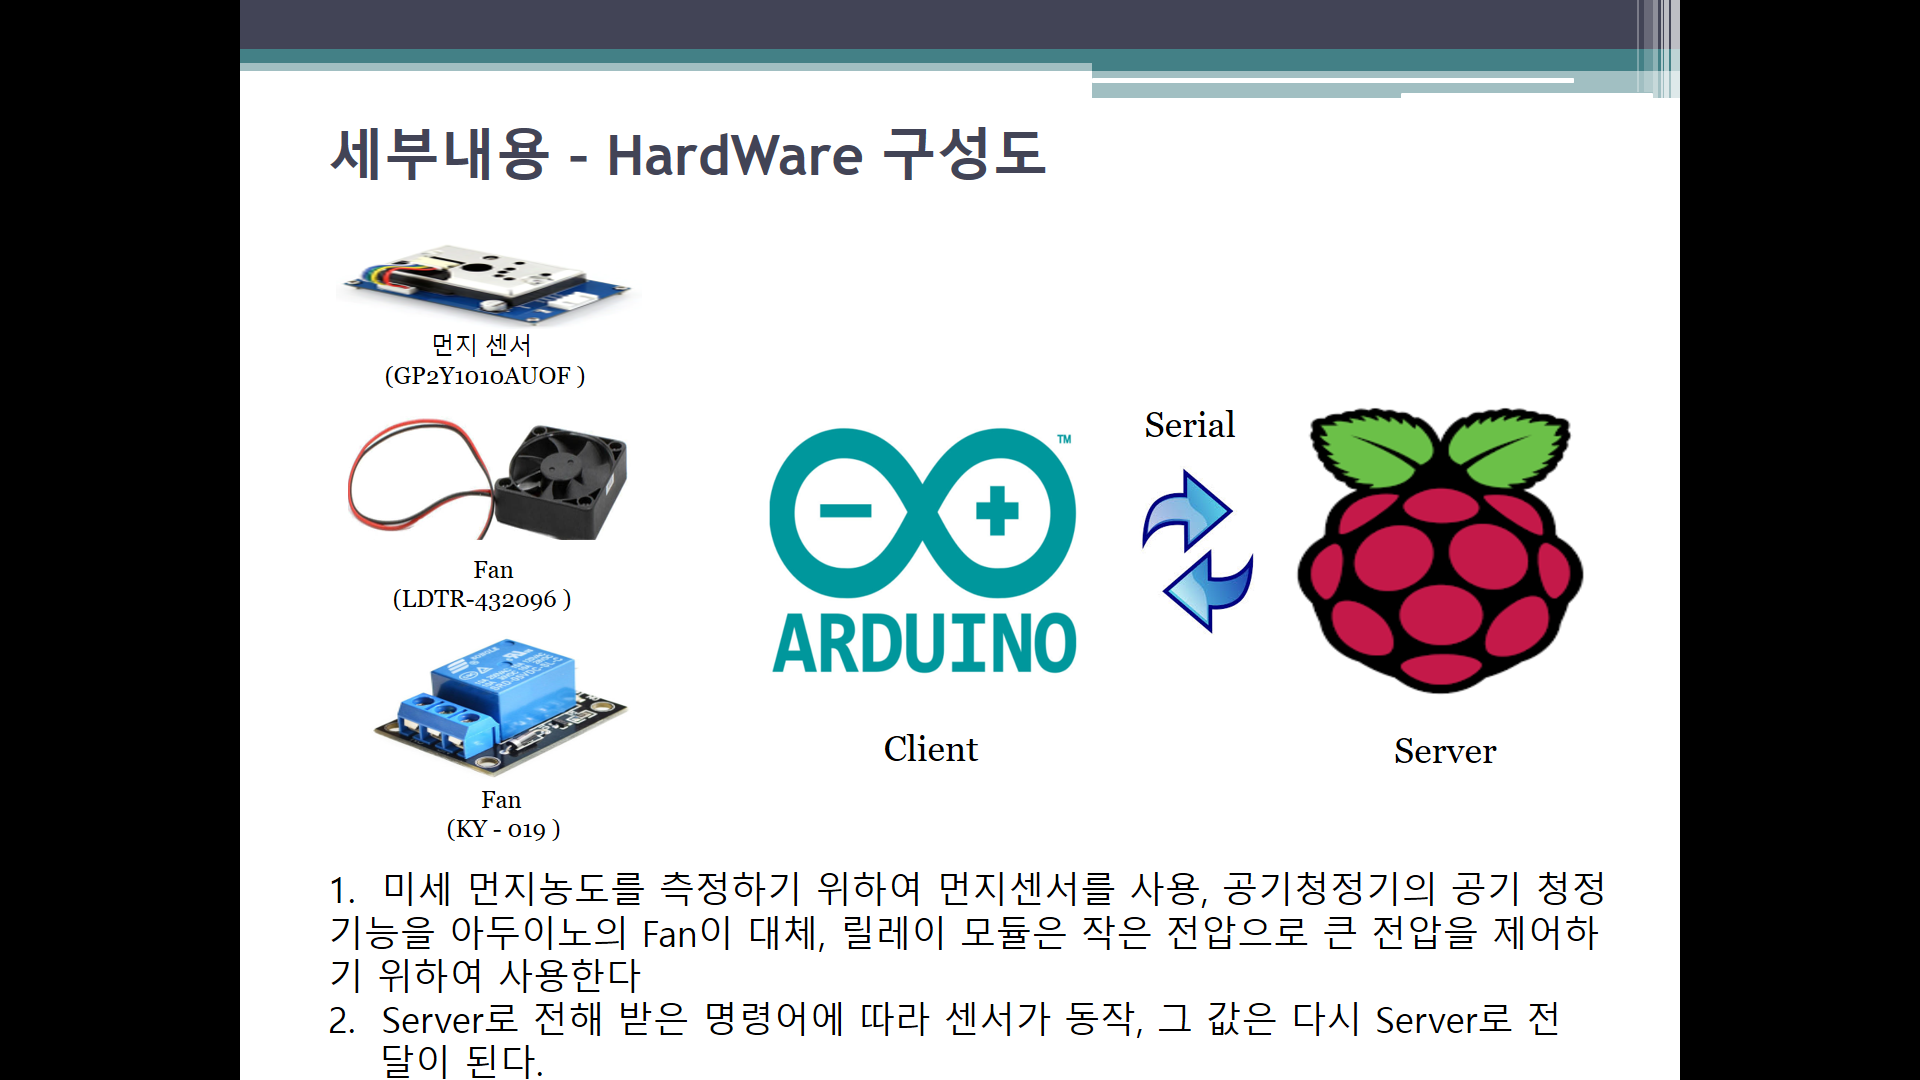 세부내용 – HardWare 구성도
먼지 센서
(GP2Y1010AUOF )
Fan
(LDTR-432096 )
Fan
(KY - 019 )
TM
ARDUINO
Client
Serial
Server
1. 미세 먼지농도를 측정하기 위하여 먼지센서를 사용, 공기청정기의 공기 청정
기능을 아두이노의 Fan이 대체, 릴레이 모듈은 작은 전압으로 큰 전압을 제어하
기 위하여 사용한다
2. Server로 전해 받은 명령어에 따라 센서가 동작, 그 값은 다시 Server로 전
달이 된다.